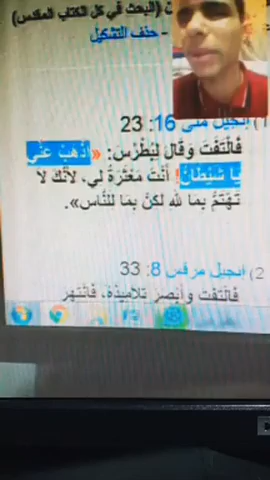 (البحث في كل الكتاب المقدس)
- حذف التشكيل
1) إنجيل متى 16: 23
فَالْتَفَتَ وَقَالَ لِبُطْرُسَ: «اذْهَبْ عَنِّي
يَا شَيْطَانُ! أَنْتَ مَعْثَرَةٌ لِي، لأَنَّكَ لاَ
تَهْتَمُّ بِمَا ِللهِ لكِنْ بِمَا لِلنَّاسِ».
2) إنجيل مرقس 8: 33
فَالْتَفَتَ وَأَبْصَرَ تَلاَمِيذَهُ، فَانْتَهَرَ